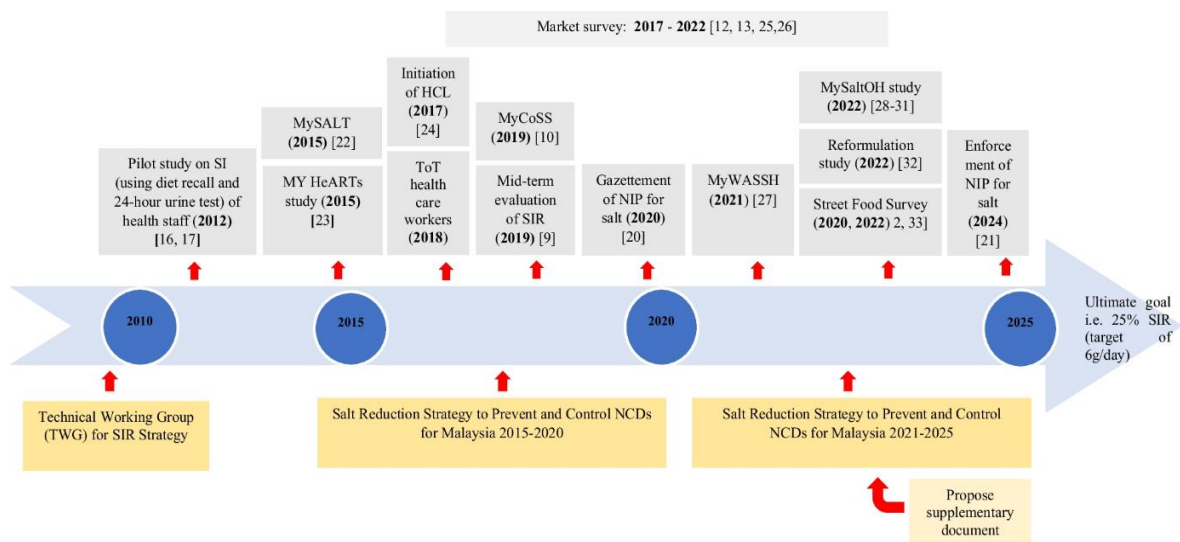 Market survey: 2017 - 2022 [12, 13, 25,26]
Pilot study on SI
(using diet recall and
24-hour urine test) of
health staff (2012)
[16, 17]
MySALT
(2015) [22]
MY HeARTs
study (2015)
[23]
Initiation
of HCL
(2017)
[24]
ToT
health
care
workers
(2018)
MyCoSS
(2019) [10]
Mid-term
evaluation
of SIR
(2019) [9]
Gazettement
of NIP for
salt (2020)
[20]
MyWASSH
(2021) [27]
MySaltOH
study
(2022) [28-31]
Reformulation
study (2022) [32]
Street Food Survey
(2020, 2022) 2, 33]
Enforce
ment of
NIP for
salt
(2024)
[21]
2010
2015
2020
2025
Ultimate goal
i.e. 25% SIR
(target of
6g/day)
Technical Working Group
(TWG) for SIR Strategy
Salt Reduction Strategy to Prevent and Control NCDs
for Malaysia 2015-2020
Salt Reduction Strategy to Prevent and Control
NCDs for Malaysia 2021-2025
Propose
supplementary
document